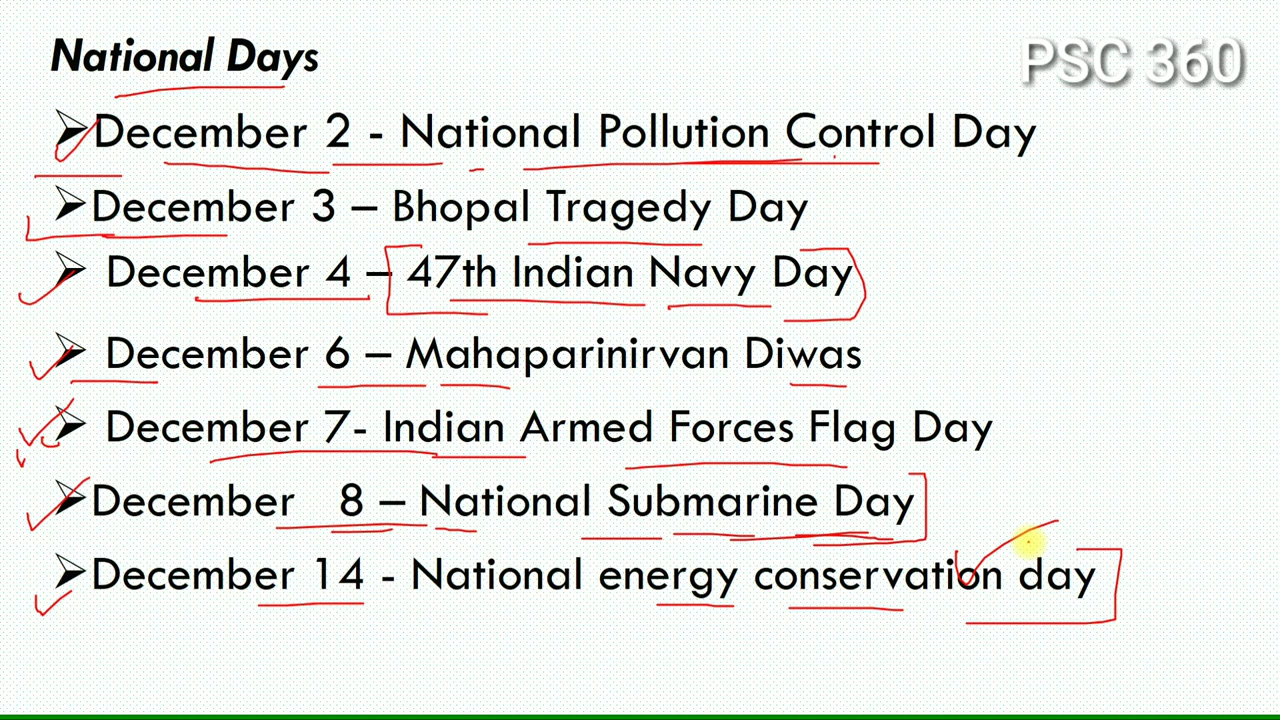 National Days
PSC 360
➢December 2 - National Pollution Control Day
➢December 3 – Bhopal Tragedy Day
➢ December 4 – 47th Indian Navy Day
➢ December 6 – Mahaparinirvan Diwas
➢ December 7- Indian Armed Forces Flag Day
➢December 8 – National Submarine Day
➢December 14 - National energy conservation day